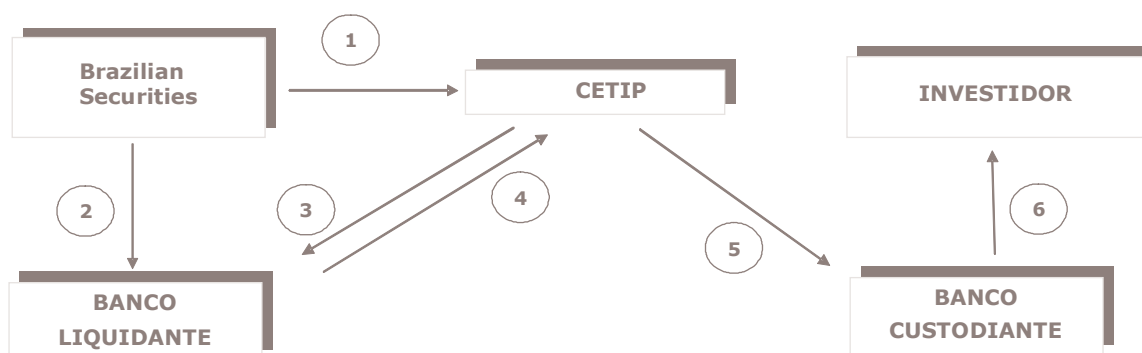 1
Brazilian
Securities
CETIP
INVESTIDOR
2
3
4
5
6
BANCO
LIQUIDANTE
BANCO
CUSTODIANTE